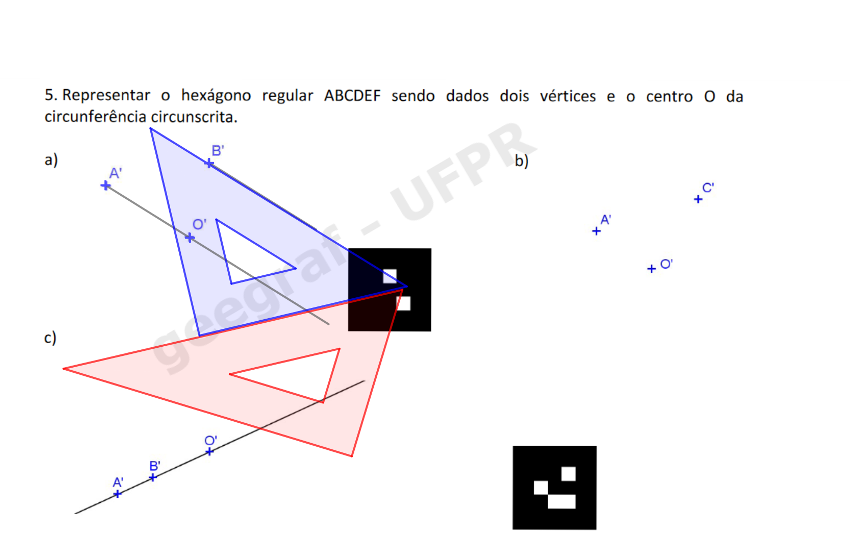 5. Representar o hexágono regular ABCDEF sendo dados dois vértices e o centro O da
circunferência circunscrita.
a)
b)
A'
B'
O'
A'
C'
O'
geegraf - UFPR
c)
A'
B'
O'